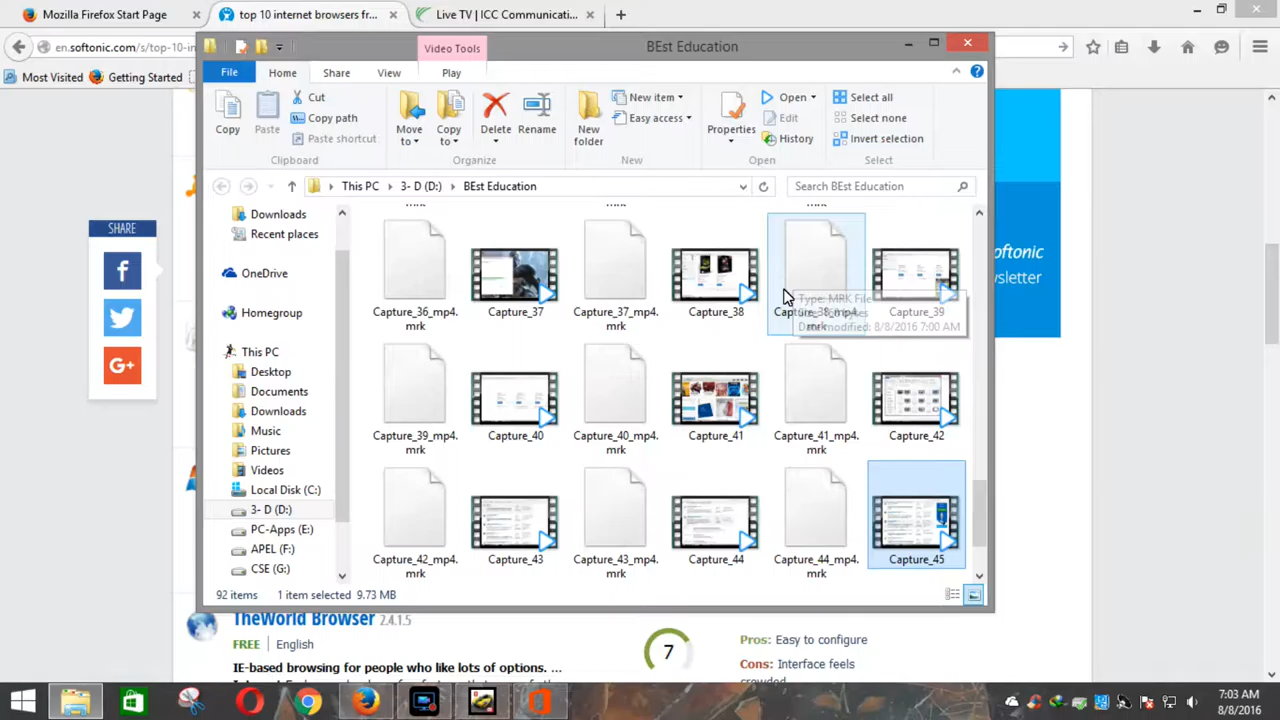 Mozilla Firefox Start Page
top 10 internet browsers fr...
Live TV | ICC Communicati...
en.softonic.com/s/top-10-in
Most Visited
Getting Started
Video Tools
BEst Education
File
Home
Share
View
Play
Copy
Paste
Cut
Copy path
Paste shortcut
Clipboard
Move to
Copy to
Delete
Rename
Organize
New folder
New item
Easy access
New
Properties
Open
Edit
History
Open
Select all
Select none
Invert selection
Select
This PC
3- D (D:)
BEst Education
Search BEst Education
Downloads
Recent places
OneDrive
Homegroup
This PC
Desktop
Documents
Downloads
Music
Pictures
Videos
Local Disk (C:)
3- D (D:)
PC-Apps (E:)
APEL (F:)
CSE (G:)
Capture_36_mp4.mrk
Capture_37
Capture_37_mp4.mrk
Capture_38
Capture_38_mp4.mrk
Capture_39
Type: MRK File
Date modified: 8/8/2016 7:00 AM
Capture_39_mp4.mrk
Capture_40
Capture_40_mp4.mrk
Capture_41
Capture_41_mp4.mrk
Capture_42
Capture_42_mp4.mrk
Capture_43
Capture_43_mp4.mrk
Capture_44
Capture_44_mp4.mrk
Capture_45
92 items
1 item selected 9.73 MB
SHARE
softonic
wsletter
TheWorld Browser 2.4.1.5
FREE
English
IE-based browsing for people who like lots of options. ...
7
Pros: Easy to configure
Cons: Interface feels
crowded
7:03 AM
8/8/2016